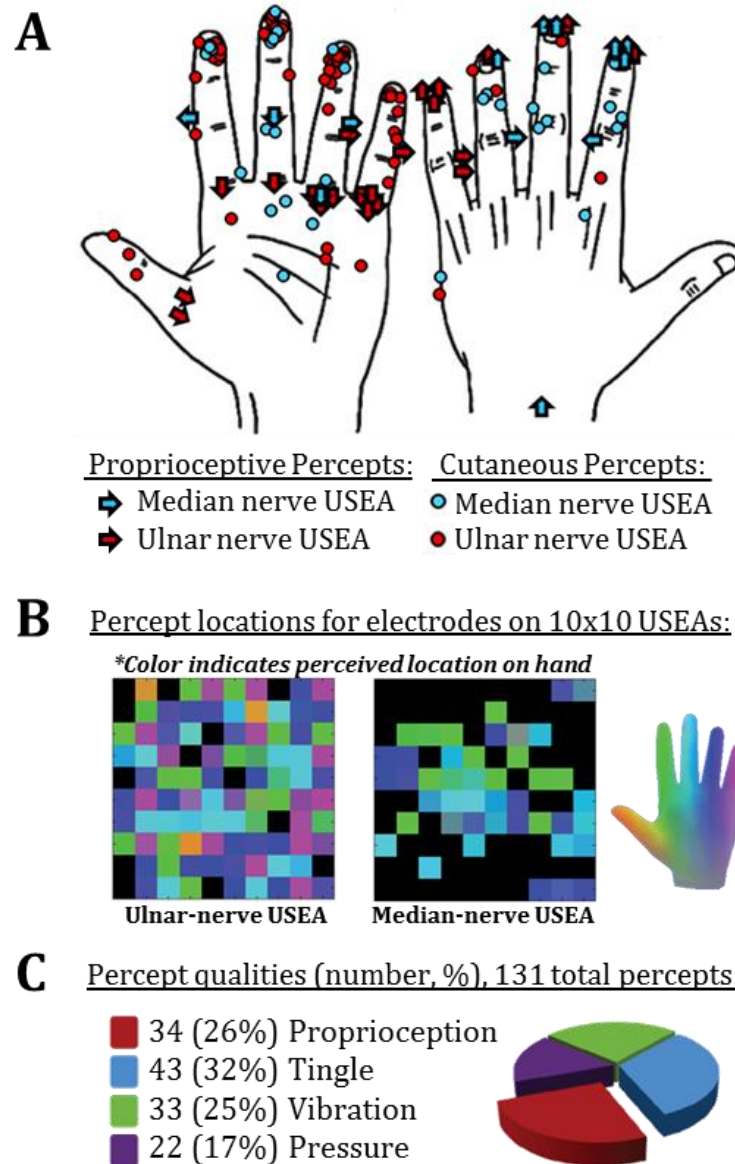 A
Proprioceptive Percepts:
Cutaneous Percepts:
Median nerve USEA
Median nerve USEA
Ulnar nerve USEA
Ulnar nerve USEA
B
Percept locations for electrodes on 10x10 USEAs:
*Color indicates perceived location on hand
Ulnar-nerve USEA
Median-nerve USEA
C
Percept qualities (number, %), 131 total percepts
34 (26%) Proprioception
43 (32%) Tingle
33 (25%) Vibration
22 (17%) Pressure